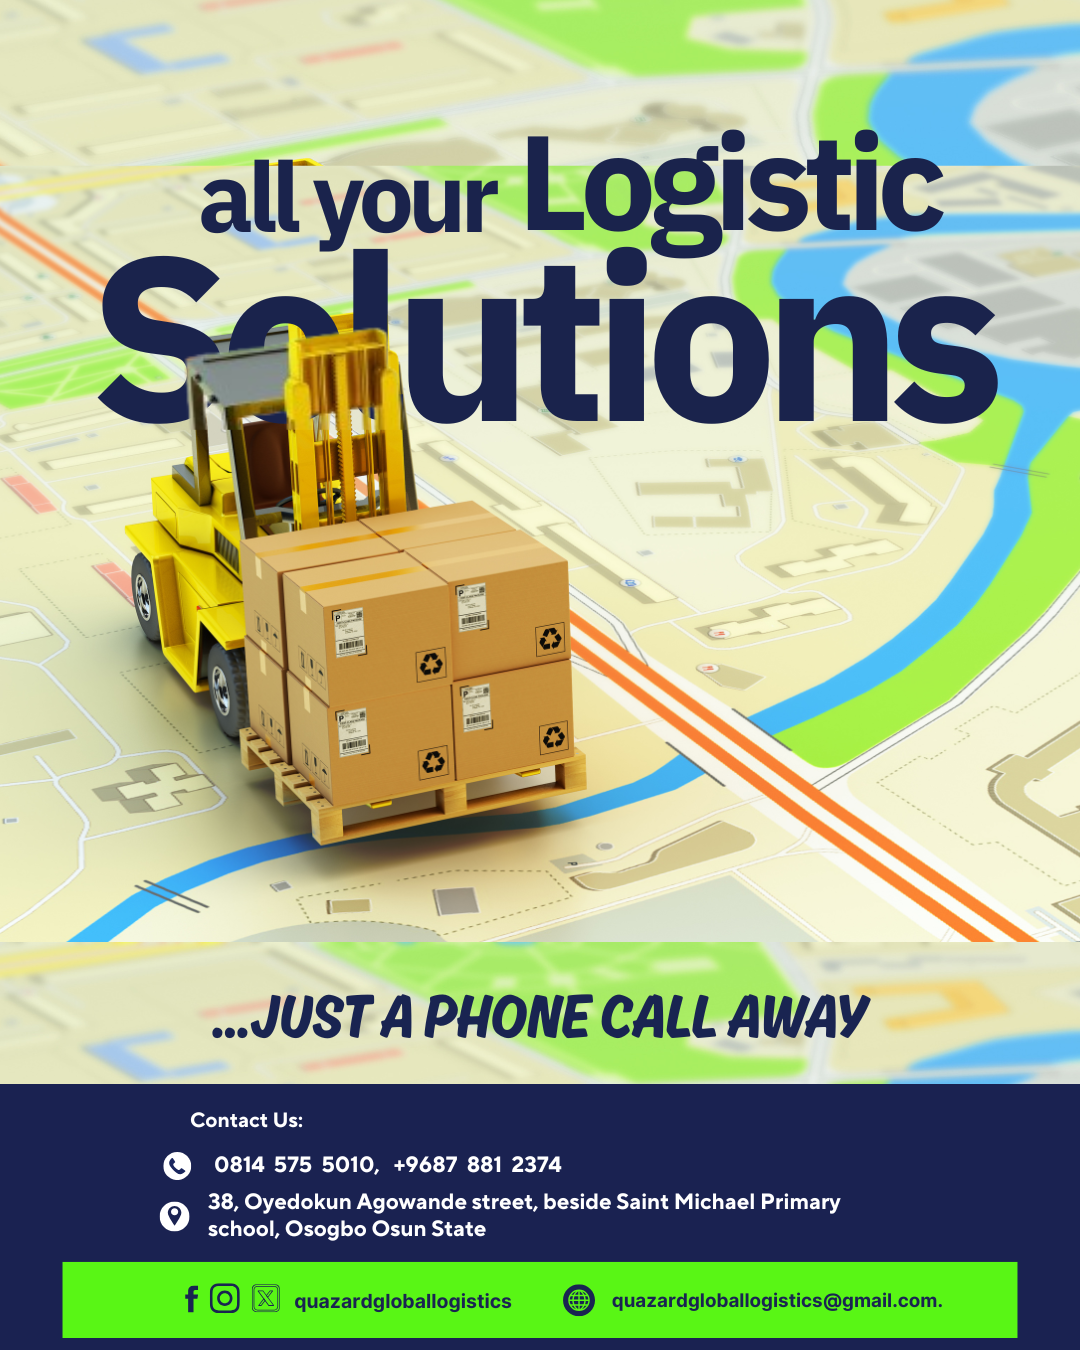 all your Logistic
Solutions
...JUST A PHONE CALL AWAY
Contact Us:
0814 575 5010, +9687 881 2374
38, Oyedokun Agowande street, beside Saint Michael Primary
school, Osogbo Osun State
quazardgloballogistics quazardgloballogistics@gmail.com.